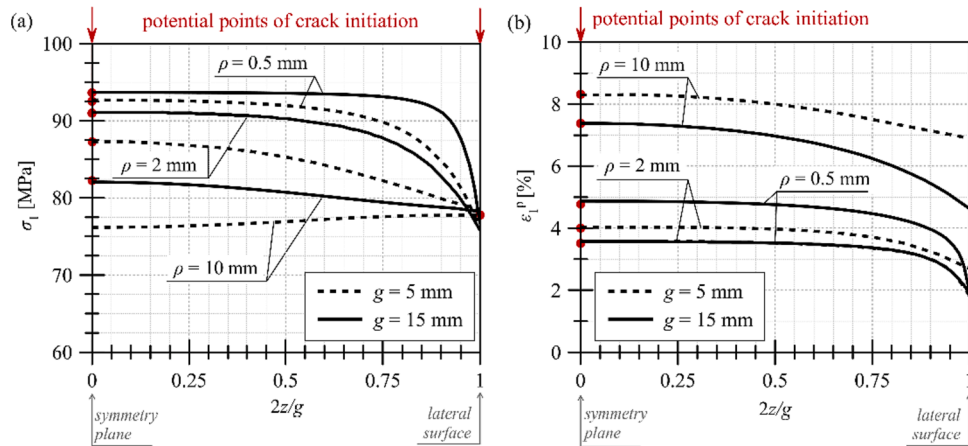 (a) potential points of crack initiation
100
90
80
70
60
σ₁ [MPa]
ρ = 0.5 mm
ρ = 2 mm
ρ = 10 mm
g = 5 mm
g = 15 mm
0 0.25 0.5 0.75 1
2z/g
symmetry
plane
lateral
surface
(b) potential points of crack initiation
10
8
6
4
2
0
ε₁ᵖ [%]
ρ = 10 mm
ρ = 2 mm
ρ = 0.5 mm
g = 5 mm
g = 15 mm
0 0.25 0.5 0.75 1
2z/g
symmetry
plane
lateral
surface